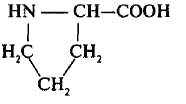 HN — CH — COOH
H₂C CH₂
CH₂